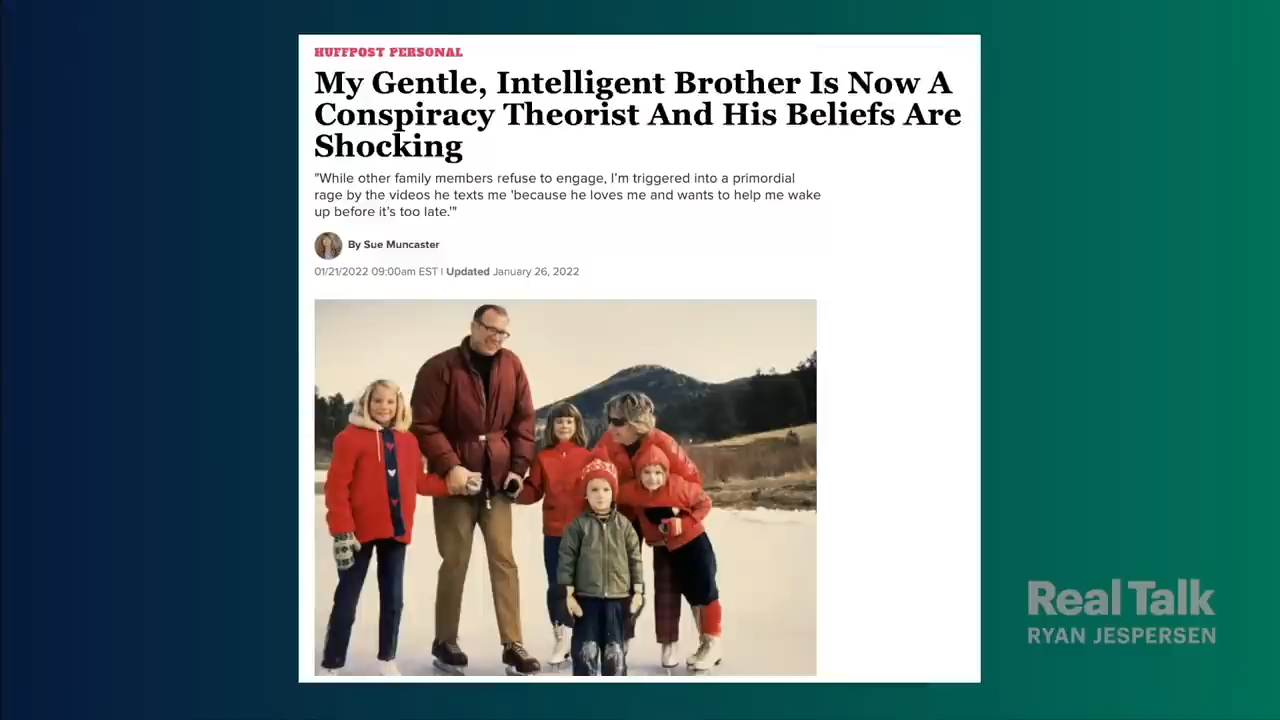 HUFFPOST PERSONAL
My Gentle, Intelligent Brother Is Now A
Conspiracy Theorist And His Beliefs Are
Shocking
"While other family members refuse to engage, I'm triggered into a primordial
rage by the videos he texts me 'because he loves me and wants to help me wake
up before it's too late.'"
By Sue Muncaster
01/21/2022 09:00am EST | Updated January 26, 2022
Real Talk
RYAN JESPERSEN